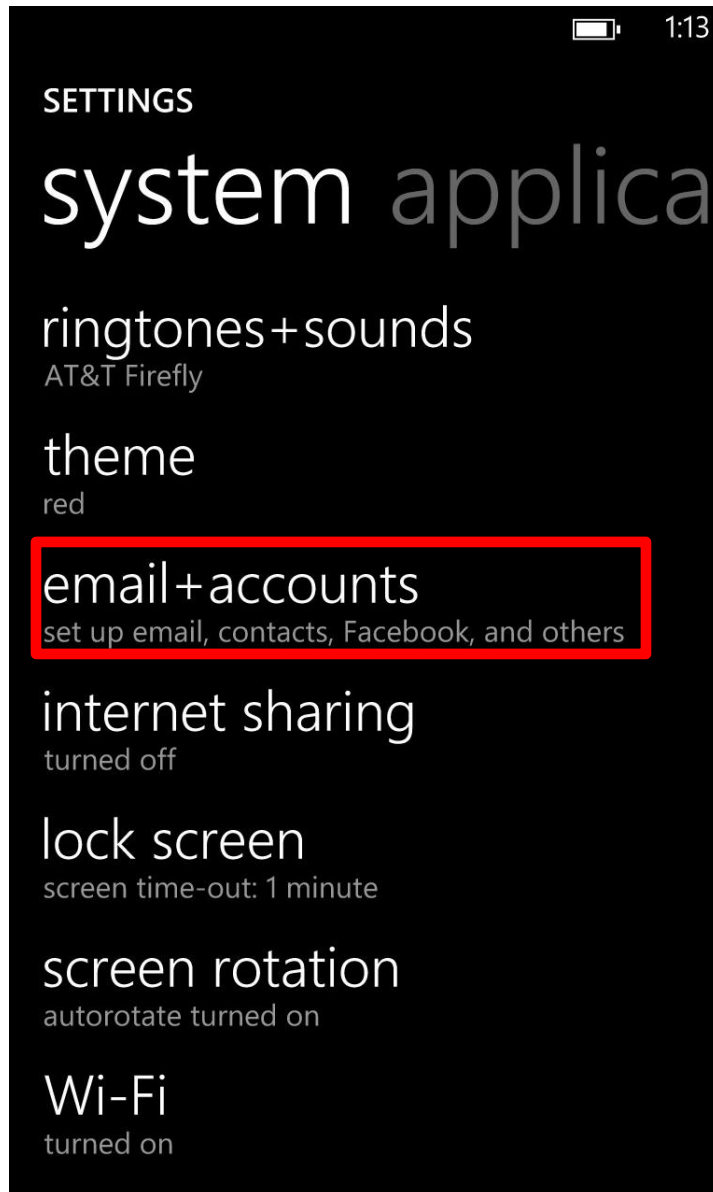 1:13
SETTINGS
system applica
ringtones+sounds
AT&T Firefly
theme
red
email+accounts
set up email, contacts, Facebook, and others
internet sharing
turned off
lock screen
screen time-out: 1 minute
screen rotation
autorotate turned on
Wi-Fi
turned on